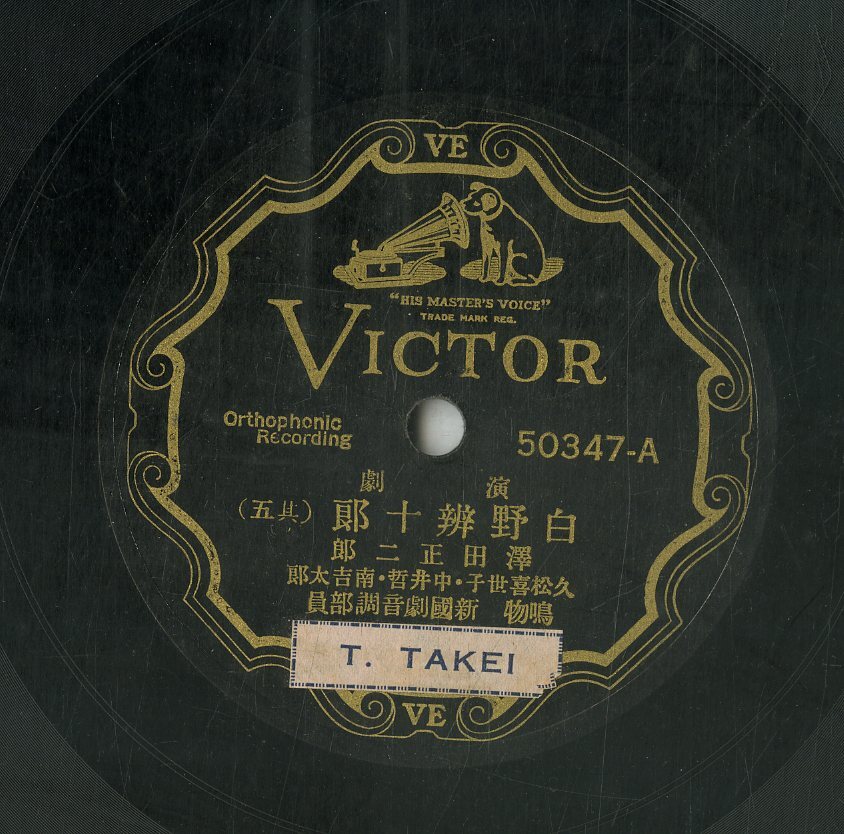 VE
"HIS MASTER'S VOICE"
TRADE MARK REG.
VICTOR
Orthophonic
Recording
50347-A
演劇
白野辨十郎(其五)
澤田正二郎
久松喜世子・中井哲・南吉太郎
鳴物 新國劇音調部員
T. TAKEI
VE